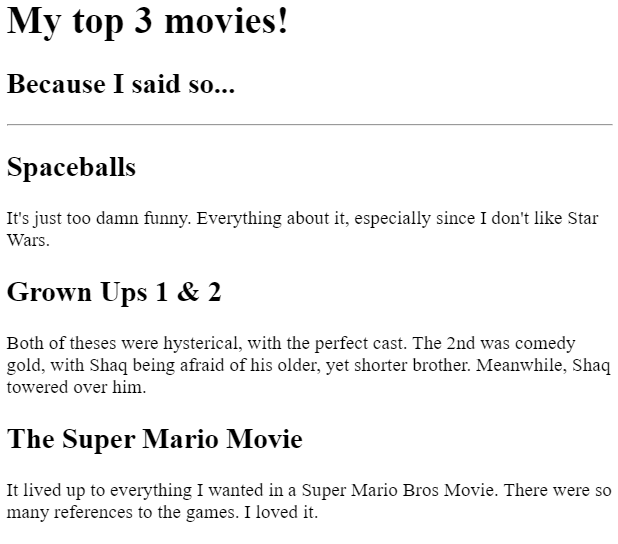 My top 3 movies!
Because I said so...
Spaceballs
It's just too damn funny. Everything about it, especially since I don't like Star
Wars.
Grown Ups 1 & 2
Both of theses were hysterical, with the perfect cast. The 2nd was comedy
gold, with Shaq being afraid of his older, yet shorter brother. Meanwhile, Shaq
towered over him.
The Super Mario Movie
It lived up to everything I wanted in a Super Mario Bros Movie. There were so
many references to the games. I loved it.